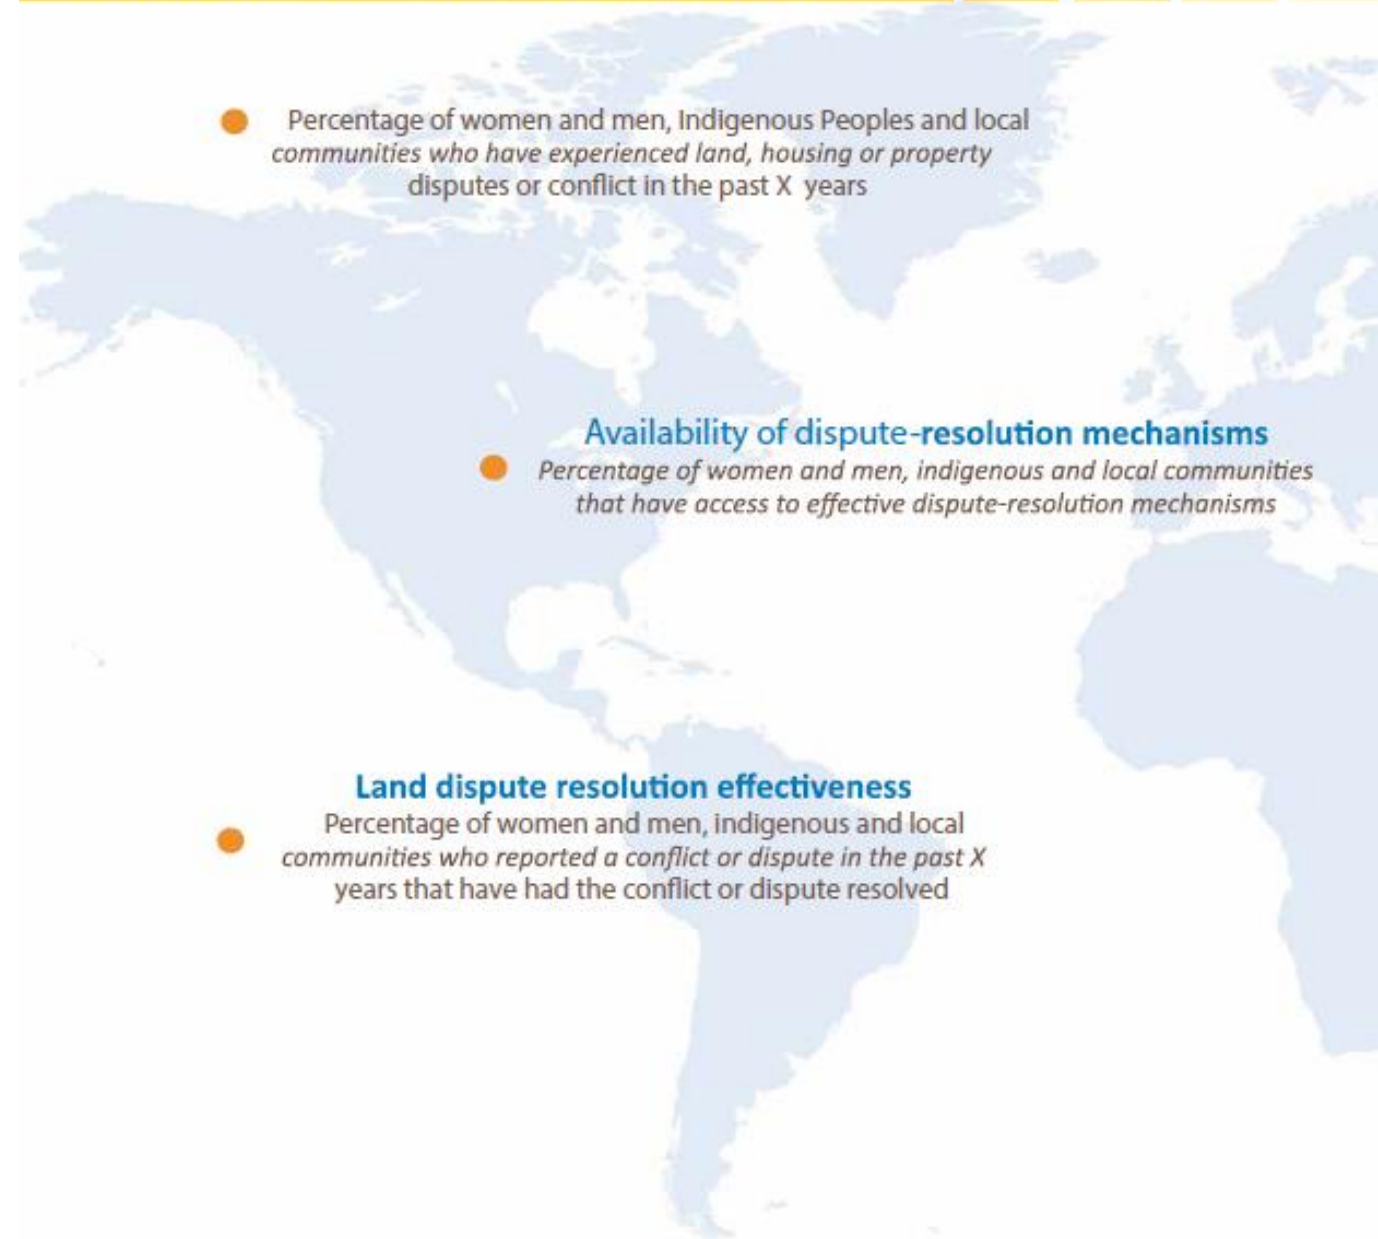 Percentage of women and men, Indigenous Peoples and local
communities who have experienced land, housing or property
disputes or conflict in the past X years
Availability of dispute-resolution mechanisms
Percentage of women and men, indigenous and local communities
that have access to effective dispute-resolution mechanisms
Land dispute resolution effectiveness
Percentage of women and men, indigenous and local
communities who reported a conflict or dispute in the past X
years that have had the conflict or dispute resolved